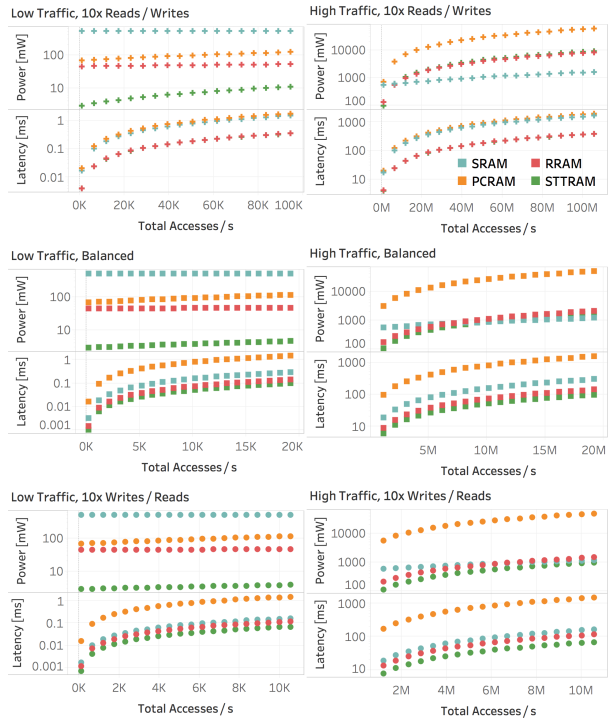 Low Traffic, 10x Reads / Writes
Power [mW]
100
10
Latency [ms]
1
0.1
0.01
0K 20K 40K 60K 80K 100K
Total Accesses / s
High Traffic, 10x Reads / Writes
Power [mW]
10000
1000
100
Latency [ms]
1000
100
10
SRAM RRAM
PCRAM STTRAM
0M 20M 40M 60M 80M 100M
Total Accesses / s
Low Traffic, Balanced
Power [mW]
100
10
Latency [ms]
1
0.1
0.01
0.001
0K 5K 10K 15K 20K
Total Accesses / s
High Traffic, Balanced
Power [mW]
10000
1000
100
Latency [ms]
1000
100
10
5M 10M 15M 20M
Total Accesses / s
Low Traffic, 10x Writes / Reads
Power [mW]
100
10
Latency [ms]
1
0.1
0.01
0.001
0K 2K 4K 6K 8K 10K
Total Accesses / s
High Traffic, 10x Writes / Reads
Power [mW]
10000
1000
100
Latency [ms]
1000
100
10
2M 4M 6M 8M 10M
Total Accesses / s